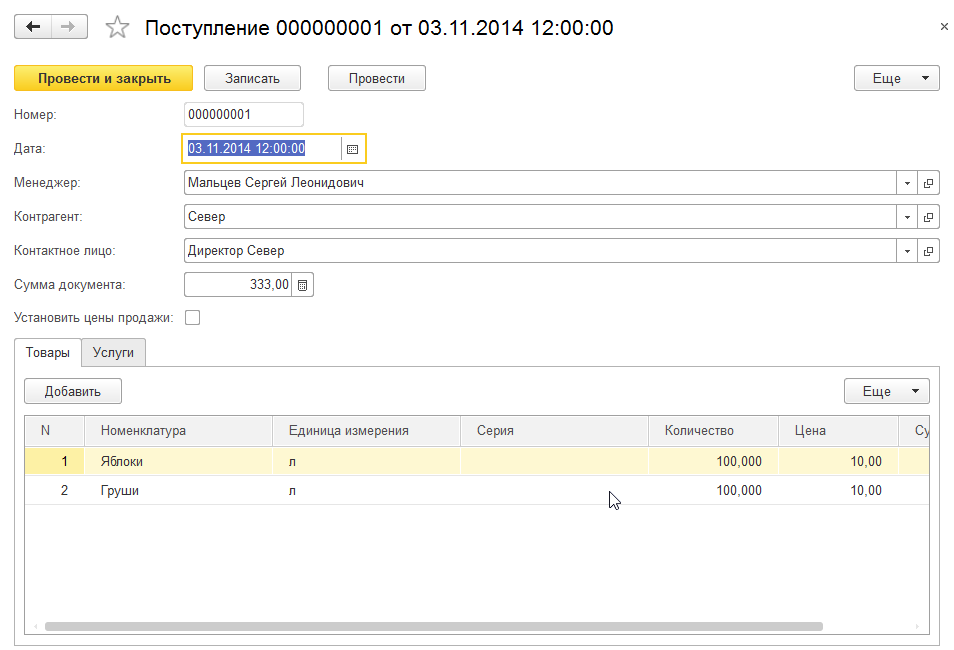 Поступление 000000001 от 03.11.2014 12:00:00
Провести и закрыть Записать Провести Еще
Номер: 000000001
Дата: 03.11.2014 12:00:00
Менеджер: Мальцев Сергей Леонидович
Контрагент: Север
Контактное лицо: Директор Север
Сумма документа: 333,00
Установить цены продажи:
Товары Услуги
Добавить Еще
N Номенклатура Единица измерения Серия Количество Цена Су
1 Яблоки л 100,000 10,00
2 Груши л 100,000 10,00